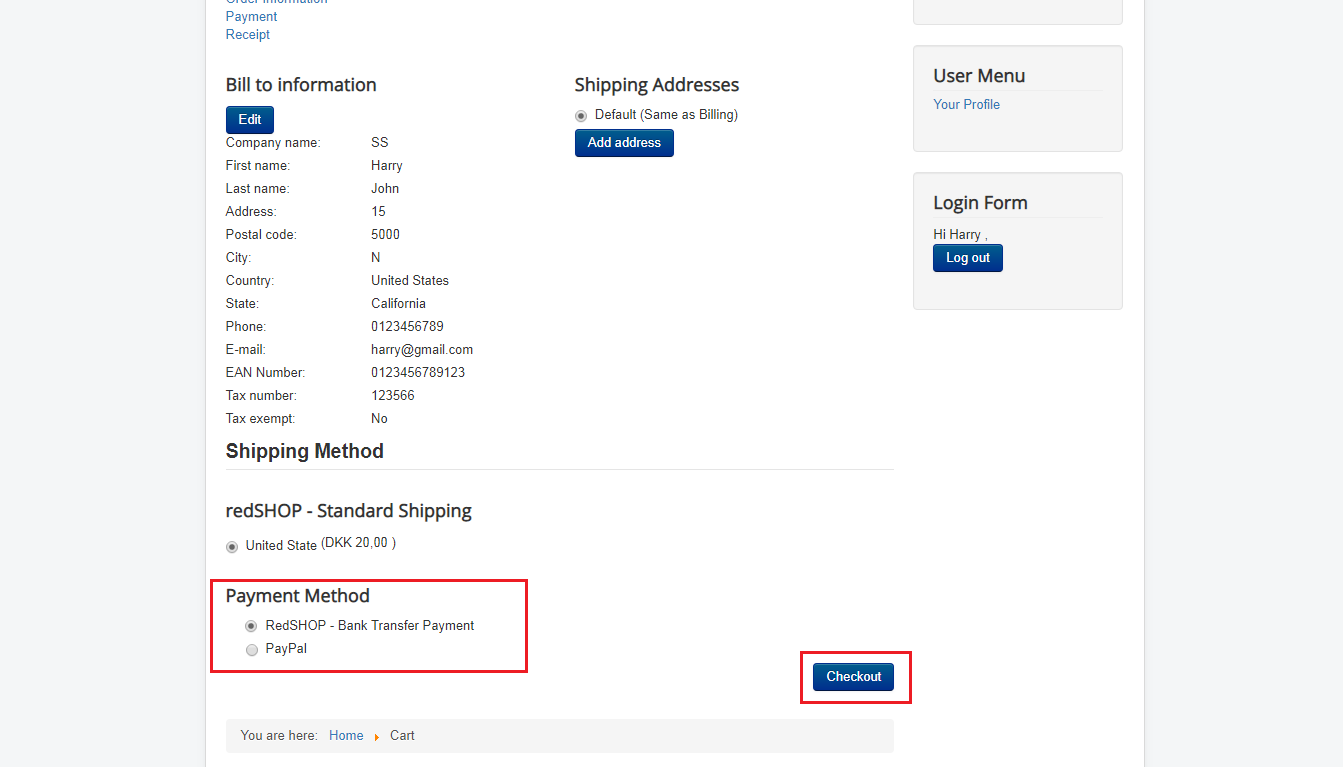 Order Information
Payment
Receipt
Bill to information
Edit
Company name: SS
First name: Harry
Last name: John
Address: 15
Postal code: 5000
City: N
Country: United States
State: California
Phone: 0123456789
E-mail: harry@gmail.com
EAN Number: 0123456789123
Tax number: 123566
Tax exempt: No
Shipping Addresses
Default (Same as Billing)
Add address
Shipping Method
redSHOP - Standard Shipping
United State (DKK 20,00 )
Payment Method
RedSHOP - Bank Transfer Payment
PayPal
Checkout
You are here: Home Cart
User Menu
Your Profile
Login Form
Hi Harry ,
Log out